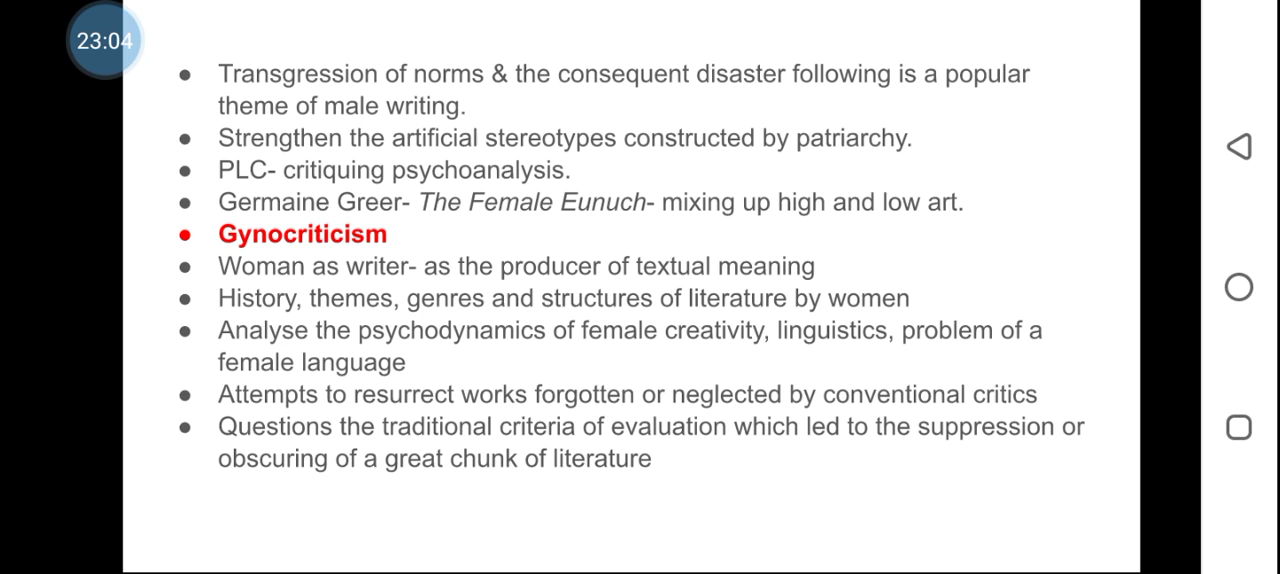 23:04
● Transgression of norms & the consequent disaster following is a popular
theme of male writing.
● Strengthen the artificial stereotypes constructed by patriarchy.
● PLC- critiquing psychoanalysis.
● Germaine Greer- The Female Eunuch- mixing up high and low art.
● Gynocriticism
● Woman as writer- as the producer of textual meaning
● History, themes, genres and structures of literature by women
● Analyse the psychodynamics of female creativity, linguistics, problem of a
female language
● Attempts to resurrect works forgotten or neglected by conventional critics
● Questions the traditional criteria of evaluation which led to the suppression or
obscuring of a great chunk of literature